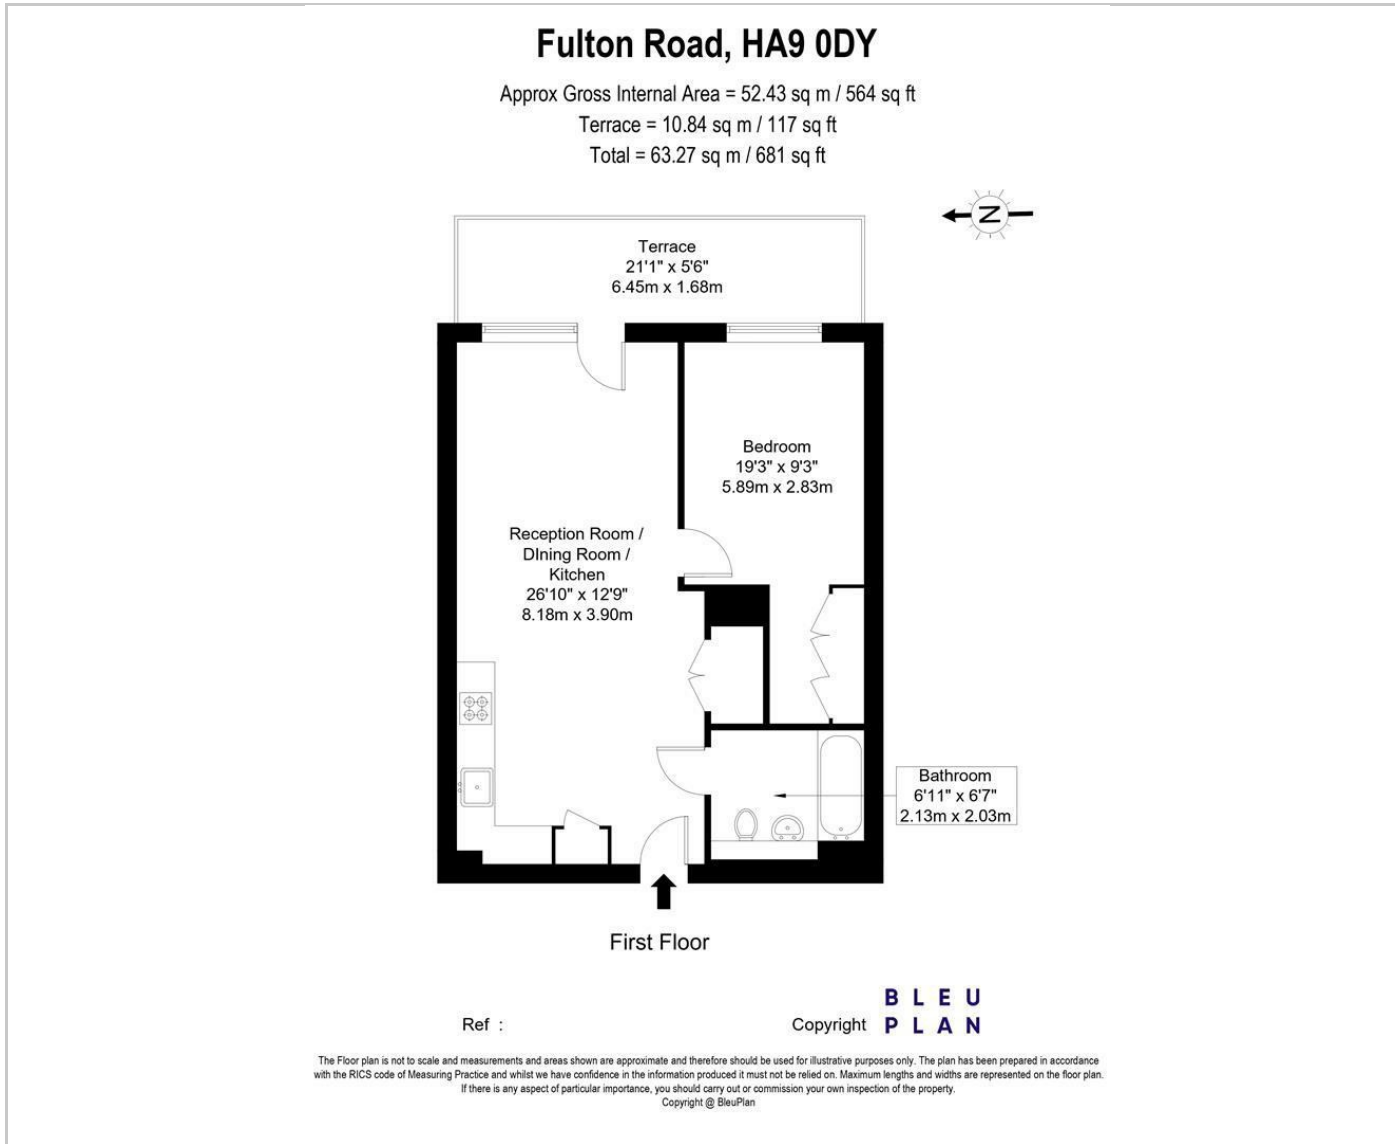 Fulton Road, HA9 0DY
Approx Gross Internal Area = 52.43 sq m / 564 sq ft
Terrace = 10.84 sq m / 117 sq ft
Total = 63.27 sq m / 681 sq ft
N
Terrace
21'1" x 5'6"
6.45m x 1.68m
Bedroom
19'3" x 9'3"
5.89m x 2.83m
Reception Room /
DIning Room /
Kitchen
26'10" x 12'9"
8.18m x 3.90m
Bathroom
6'11" x 6'7"
2.13m x 2.03m
First Floor
Ref :
Copyright
BLEU
PLAN
The Floor plan is not to scale and measurements and areas shown are approximate and therefore should be used for illustrative purposes only. The plan has been prepared in accordance
with the RICS code of Measuring Practice and whilst we have confidence in the information produced it must not be relied on. Maximum lengths and widths are represented on the floor plan.
If there is any aspect of particular importance, you should carry out or commission your own inspection of the property.
Copyright @ BleuPlan